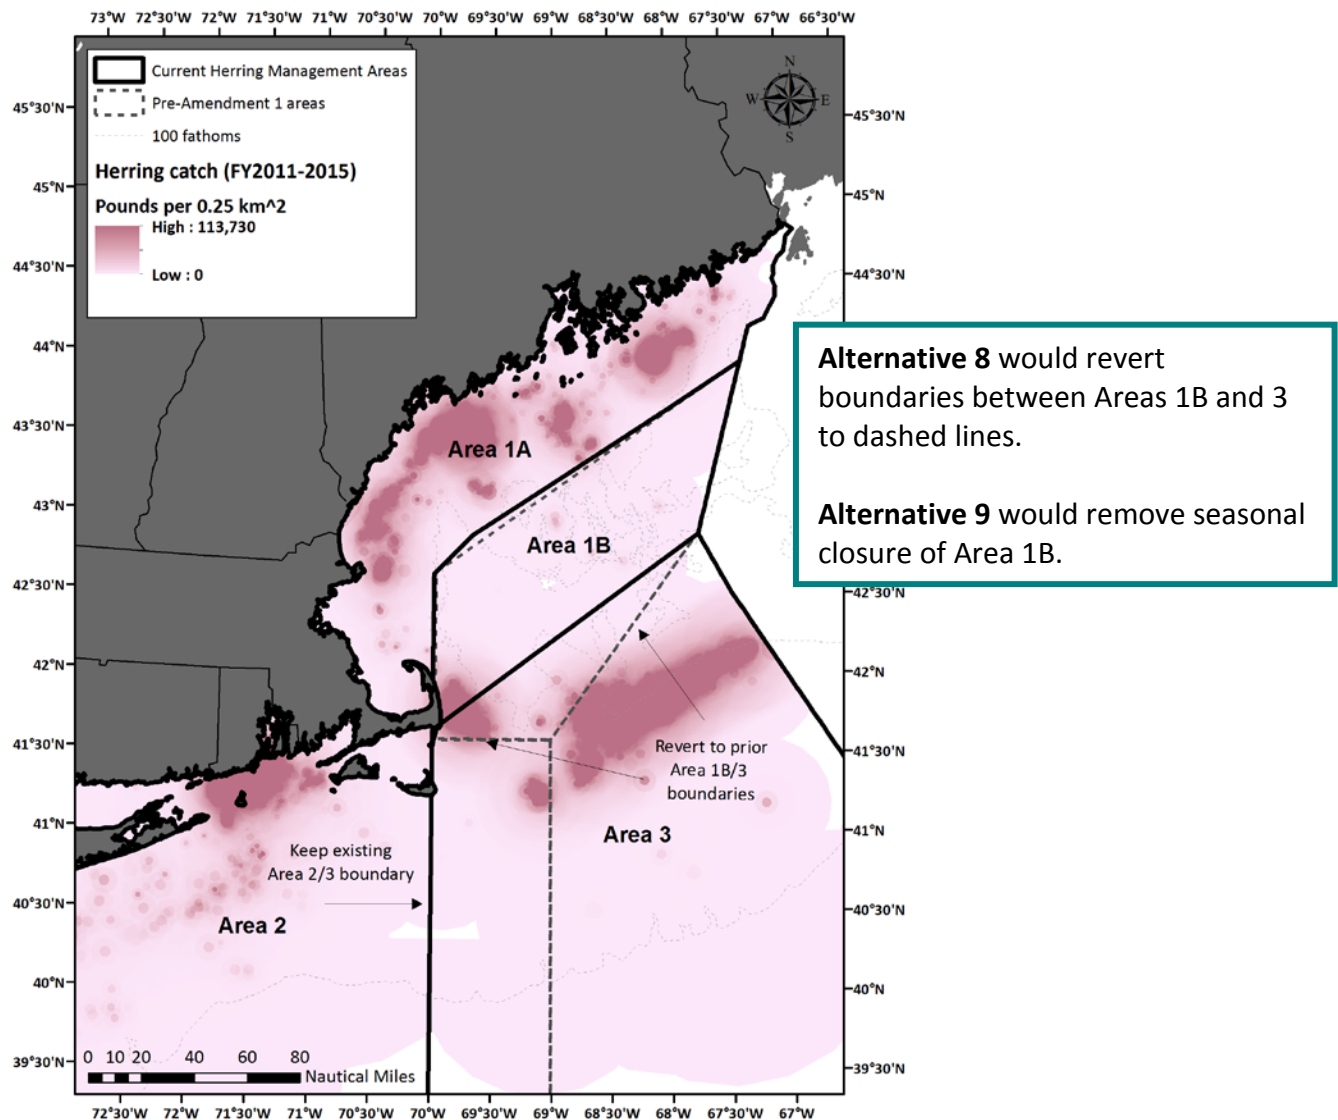 73°W 72°30'W 72°W 71°30'W 71°W 70°30'W 70°W 69°30'W 69°W 68°30'W 68°W 67°30'W 67°W 66°30'W
Current Herring Management Areas
Pre-Amendment 1 areas
100 fathoms
Herring catch (FY2011-2015)
Pounds per 0.25 km^2
High : 113,730
Low : 0
N
W E
S
45°30'N
45°N
44°30'N
44°N
43°30'N
43°N
42°30'N
42°N
41°30'N
41°N
40°30'N
40°N
39°30'N
45°30'N
45°N
44°30'N
42°30'N
42°N
41°30'N
41°N
40°30'N
40°N
39°30'N
Alternative 8 would revert
boundaries between Areas 1B and 3
to dashed lines.
Alternative 9 would remove seasonal
closure of Area 1B.
Area 1A
Area 1B
Revert to prior
Area 1B/3
boundaries
Area 3
Keep existing
Area 2/3 boundary
Area 2
0 10 20 40 60 80
Nautical Miles
72°30'W 72°W 71°30'W 71°W 70°30'W 70°W 69°30'W 69°W 68°30'W 68°W 67°30'W 67°W